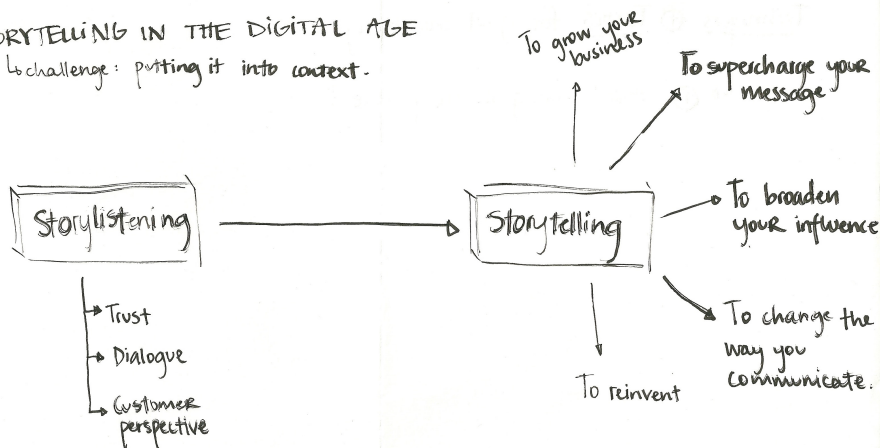 ORYTELLING IN THE DIGITAL AGE
↳challenge: putting it into context.
To grow your
business
To supercharge your
message
Storylistening
Storytelling
To broaden
your influence
Trust
Dialogue
Customer
perspective
To change the
way you
communicate.
To reinvent